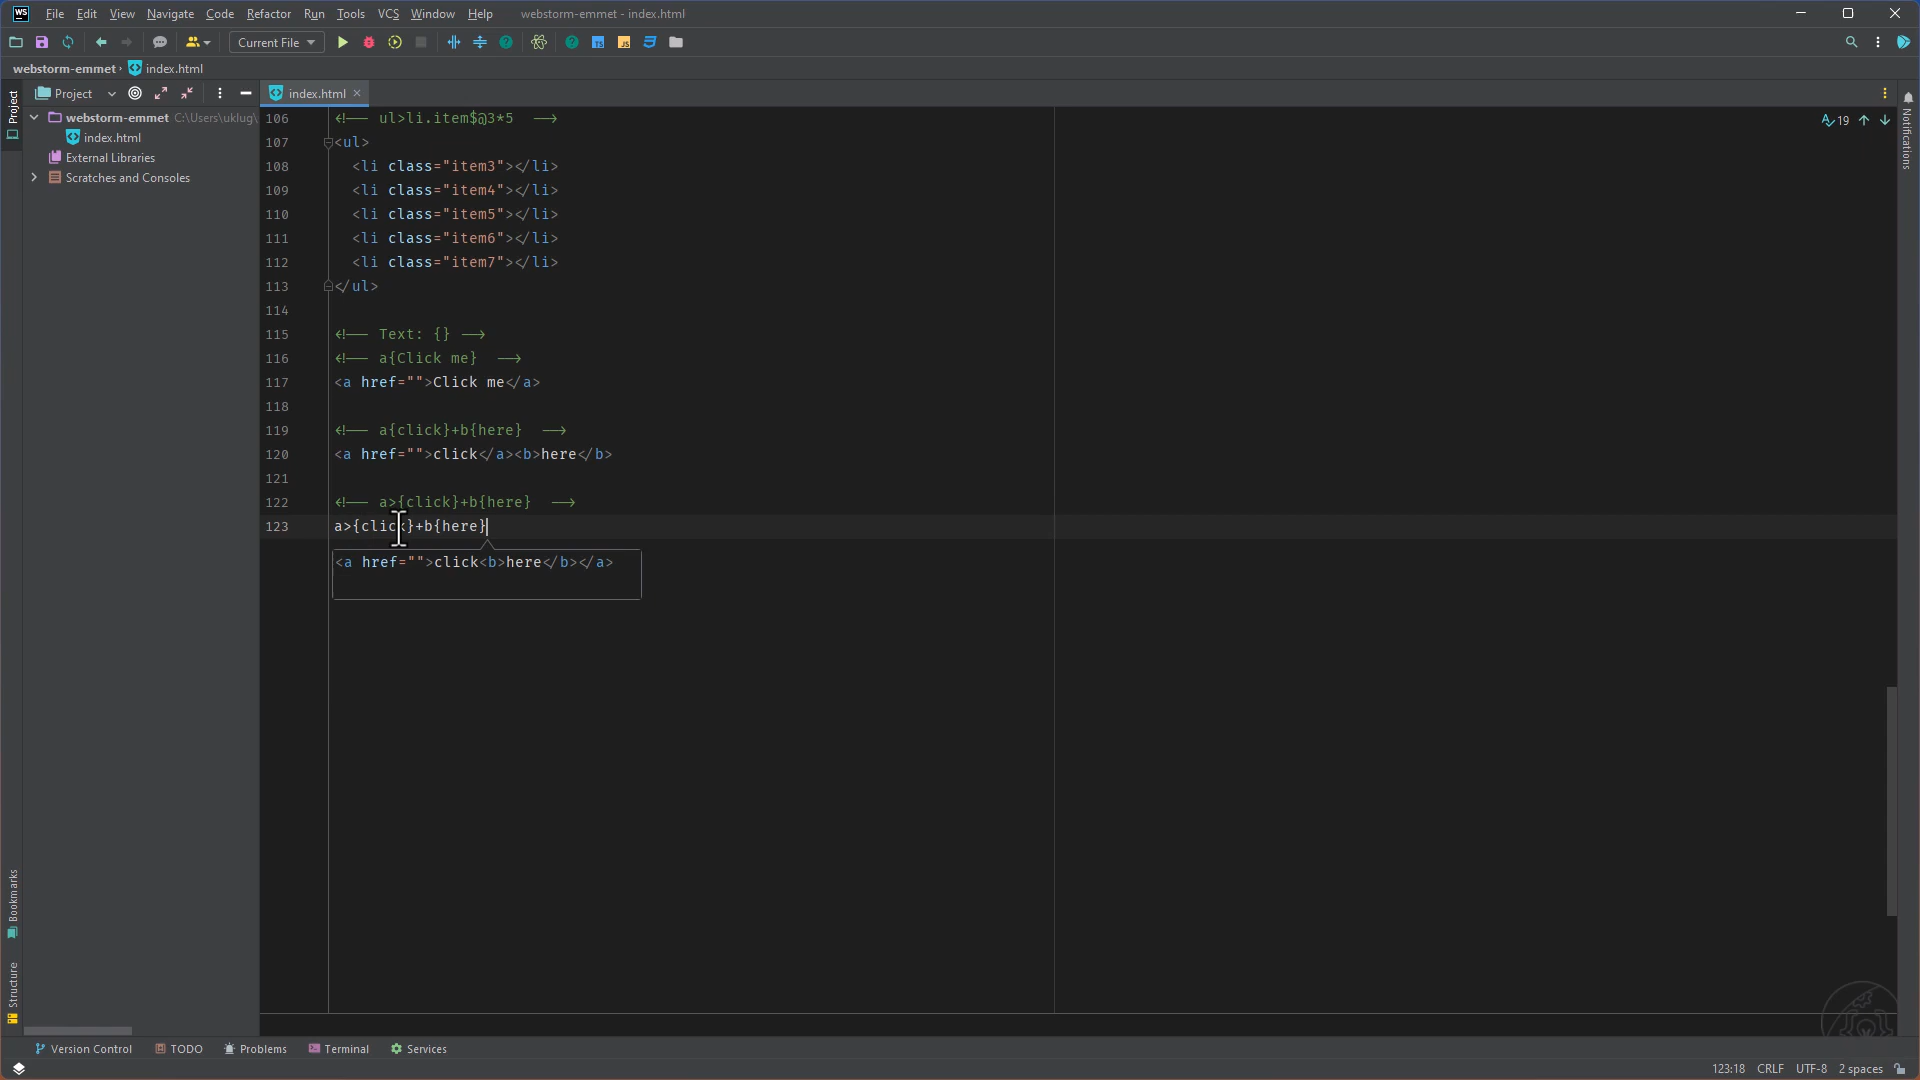 WS File Edit View Navigate Code Refactor Run Tools VCS Window Help webstorm-emmet - index.html
Current File
webstorm-emmet › index.html
Project
index.html
Project
Notifications
webstorm-emmet C:\Users\uklug\
index.html
External Libraries
Scratches and Consoles
19
106 <!-- ul>li.item$@3*5 -->
107 <ul>
108 <li class="item3"></li>
109 <li class="item4"></li>
110 <li class="item5"></li>
111 <li class="item6"></li>
112 <li class="item7"></li>
113 </ul>
114
115 <!-- Text: {} -->
116 <!-- a{Click me} -->
117 <a href="">Click me</a>
118
119 <!-- a{click}+b{here} -->
120 <a href="">click</a><b>here</b>
121
122 <!-- a>{click}+b{here} -->
123 a>{click}+b{here}
<a href="">click<b>here</b></a>
Bookmarks
Structure
Version Control TODO Problems Terminal Services
123:18 CRLF UTF-8 2 spaces